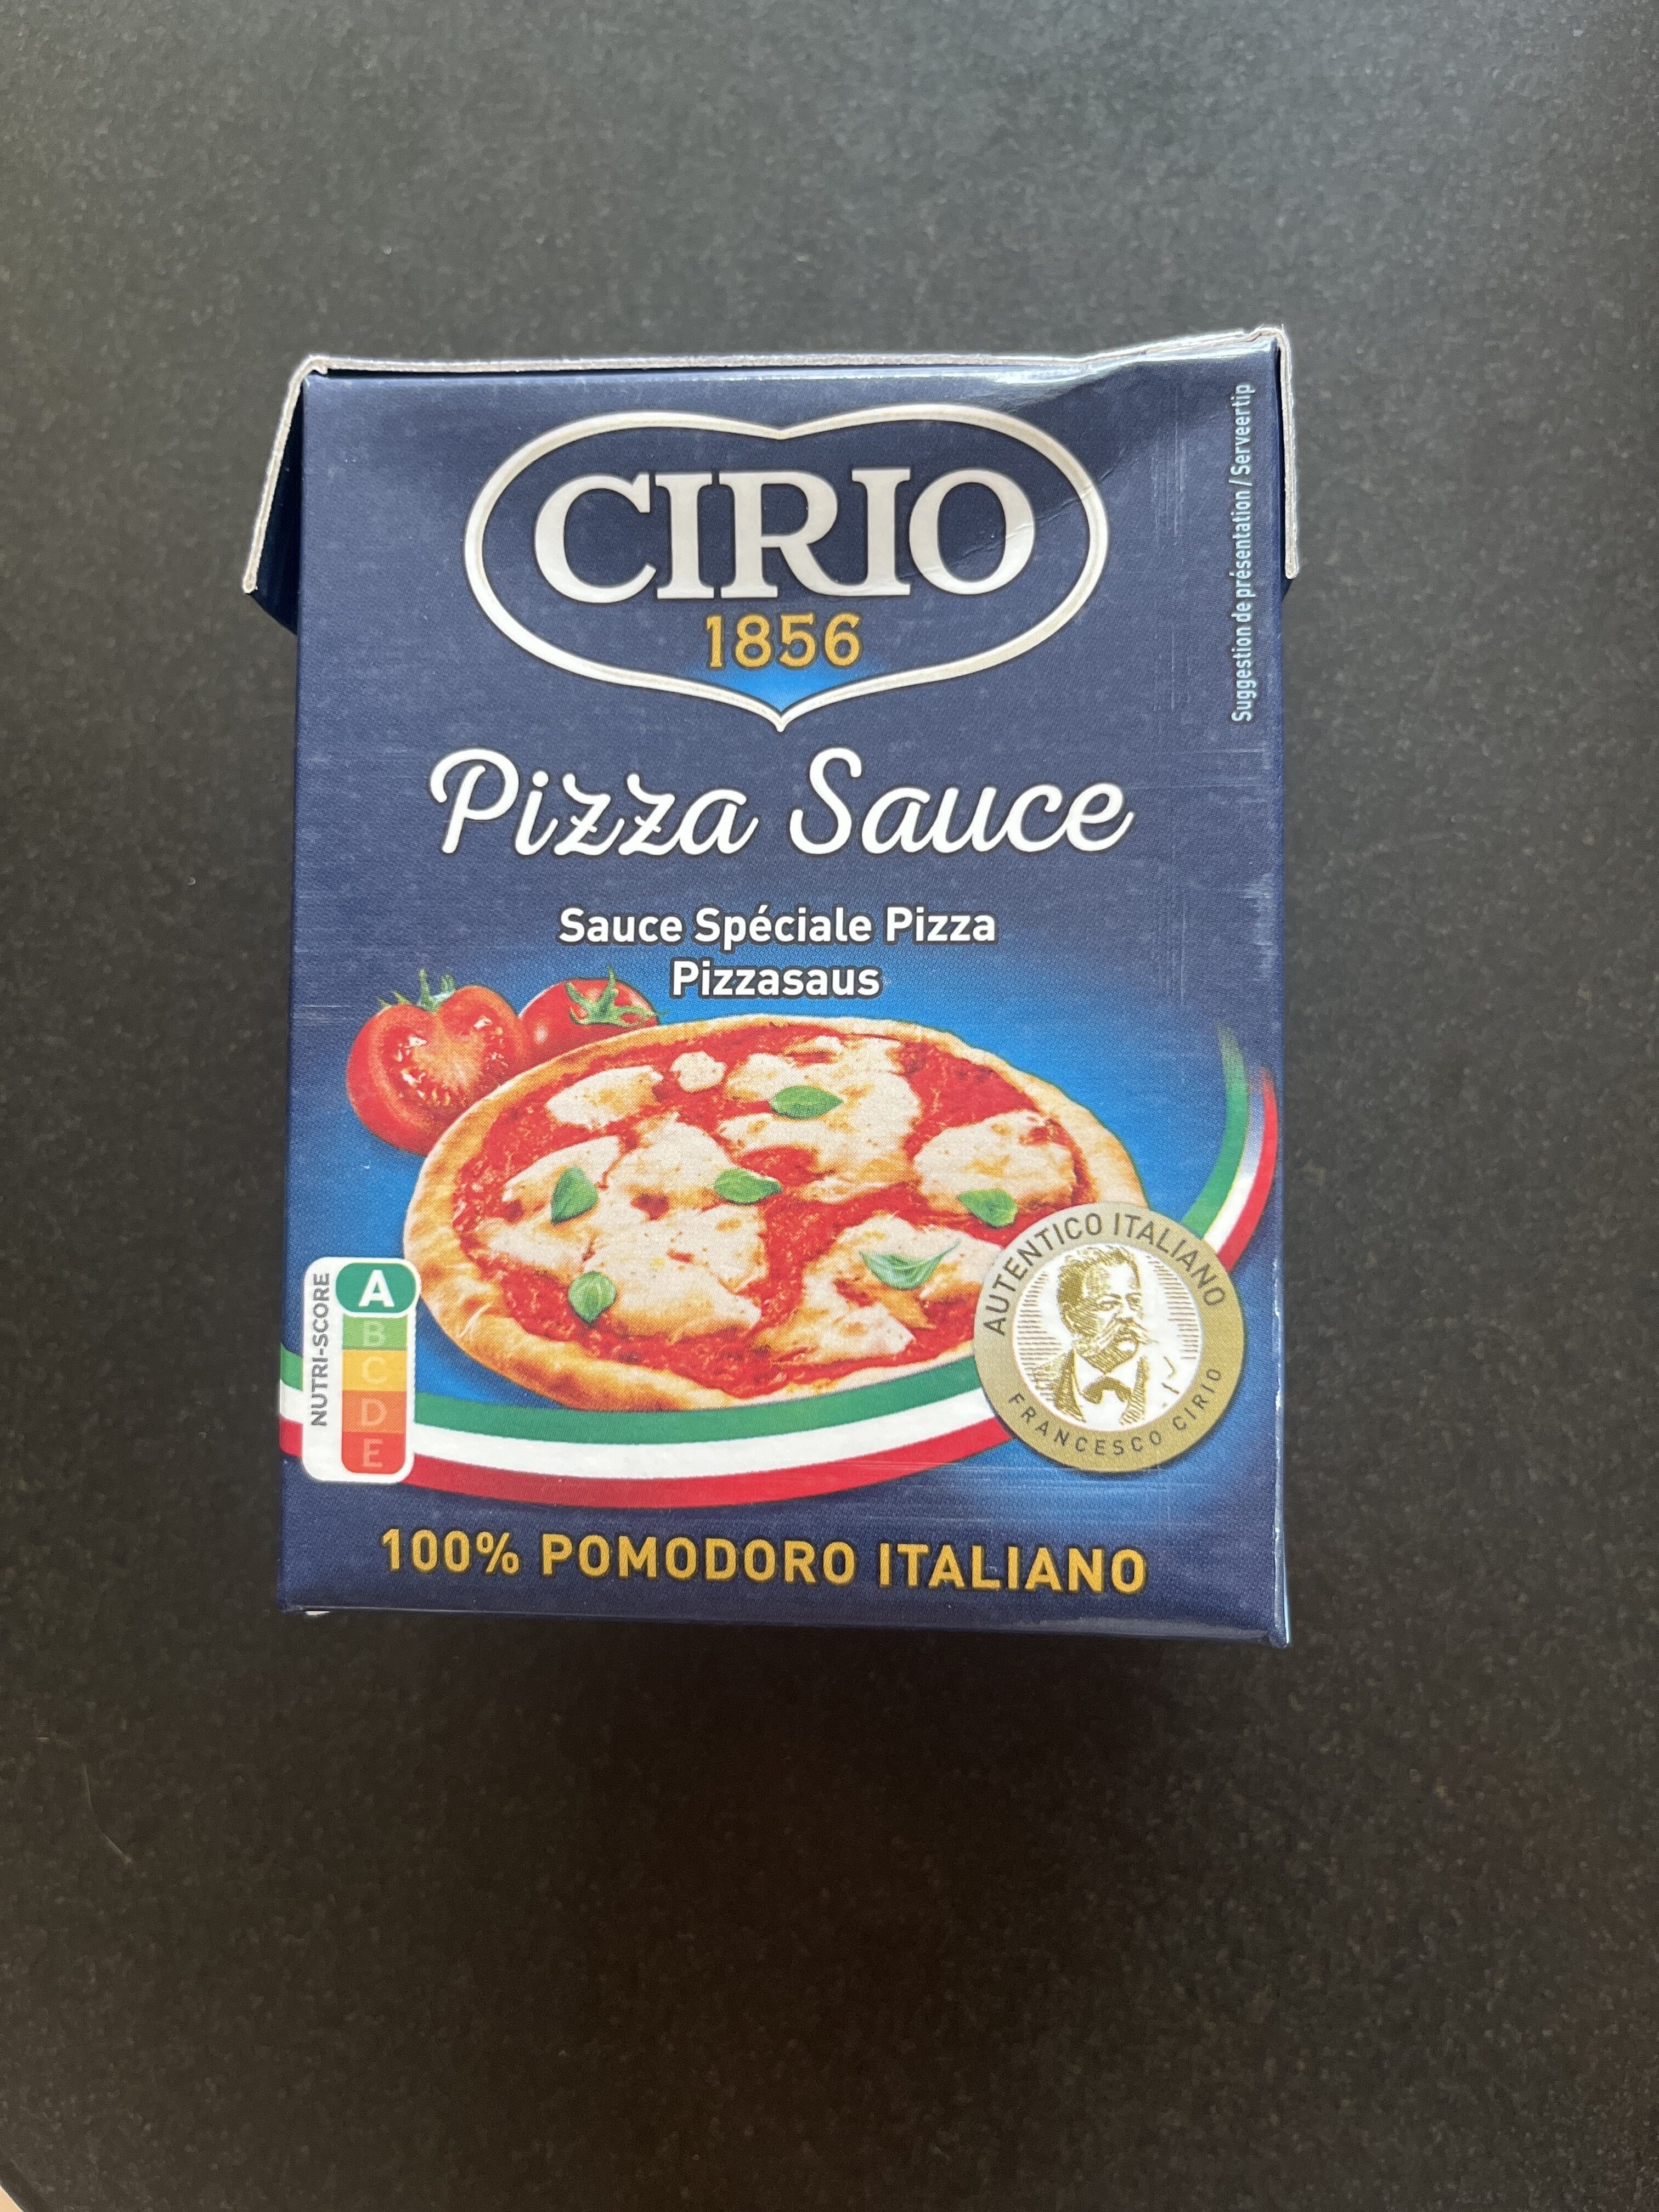 CIRIO
1856
Suggestion de présentation / Serveertip
Pizza Sauce
Sauce Spéciale Pizza
Pizzasaus
AUTENTICO ITALIANO
FRANCESCO CIRIO
NUTRI-SCORE
A
B
C
D
E
100% POMODORO ITALIANO